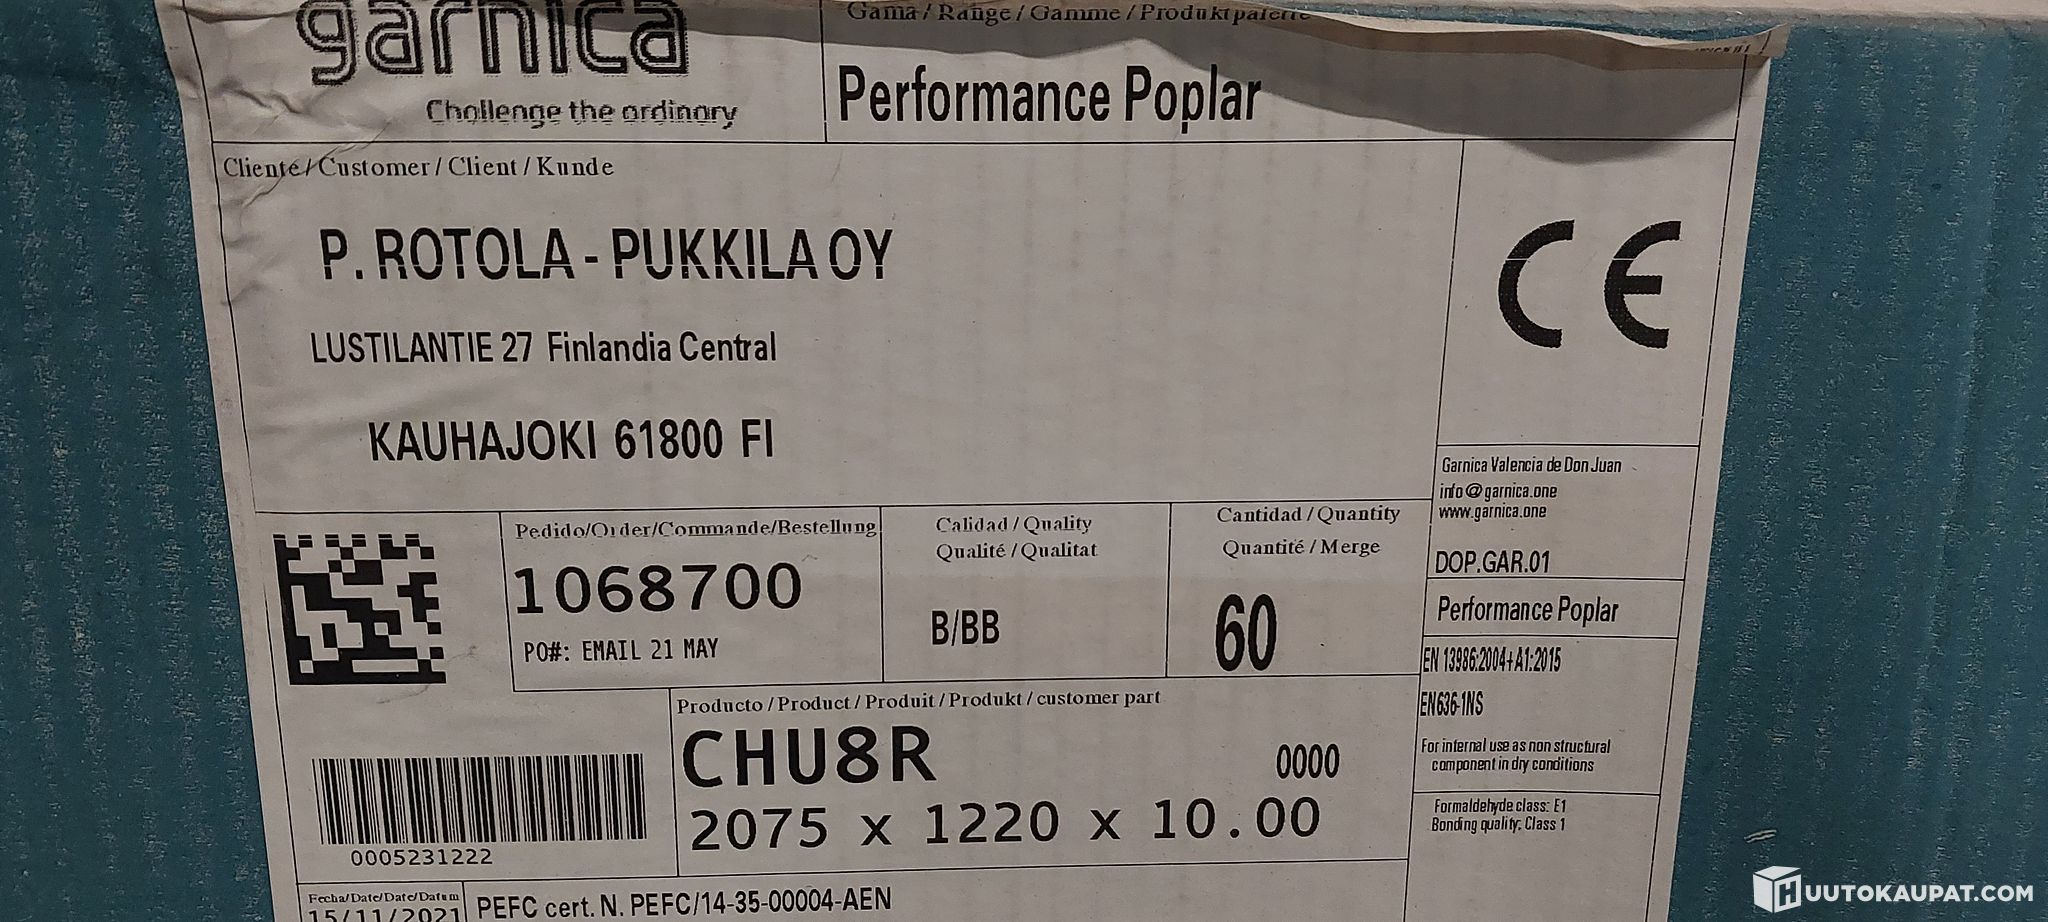 garnica
Challenge the ordinary
Gama / Range / Gamme / Produktpalette
Performance Poplar
Cliente / Customer / Client / Kunde
P. ROTOLA - PUKKILA OY
LUSTILANTIE 27 Finlandia Central
KAUHAJOKI 61800 FI
CE
Garnica Valencia de Don Juan
info@garnica.one
www.garnica.one
DOP.GAR.01
Performance Poplar
EN 13986:2004+A1:2015
EN636-1NS
For internal use as non structural
component in dry conditions
Formaldehyde class: E1
Bonding quality: Class 1
Pedido/Order/Commande/Bestellung
1068700
PO#: EMAIL 21 MAY
Calidad / Quality
Qualité / Qualitat
B/BB
Cantidad / Quantity
Quantité / Merge
60
Producto / Product / Produit / Produkt / customer part
CHU8R 0000
2075 x 1220 x 10.00
0005231222
Fecha/Date/Date/Datum
15/11/2021
PEFC cert. N. PEFC/14-35-00004-AEN
HUUTOKAUPAT.COM